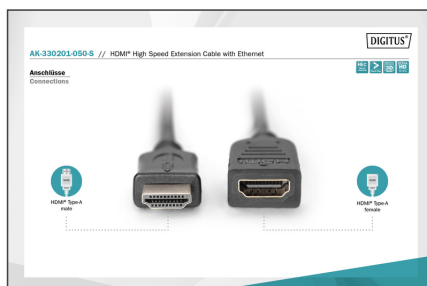 DIGITUS®
AK-330201-050-S // HDMI® High Speed Extension Cable with Ethernet
Anschlüsse
Connections
HDMI® Type-A
male
HDMI® Type-A
female